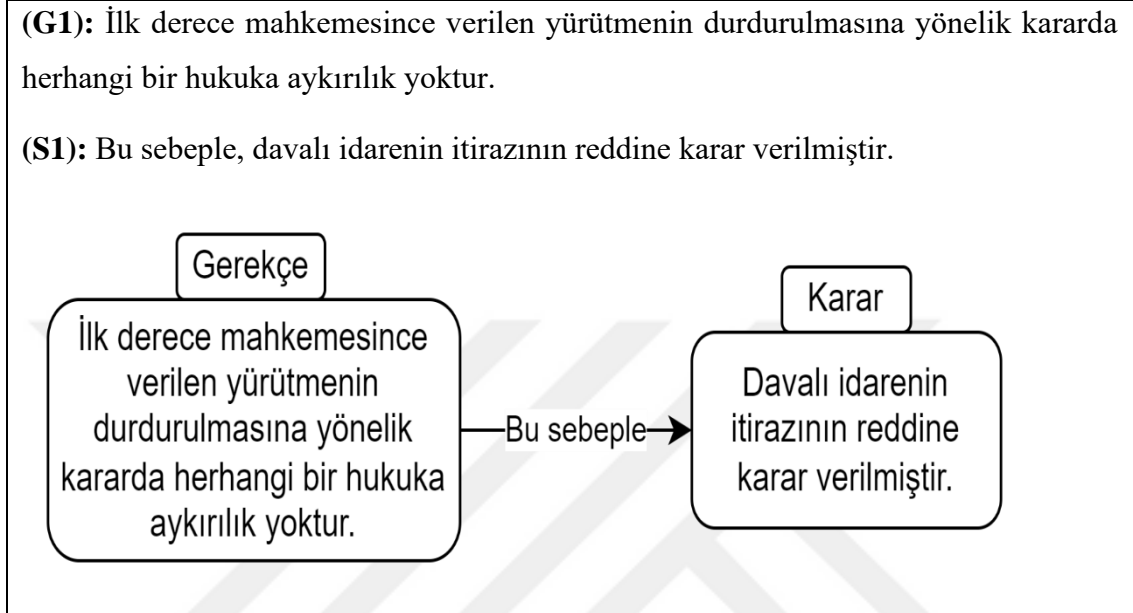 (G1): İlk derece mahkemesince verilen yürütmenin durdurulmasına yönelik kararda
herhangi bir hukuka aykırılık yoktur.
(S1): Bu sebeple, davalı idarenin itirazının reddine karar verilmiştir.
Gerekçe
İlk derece mahkemesince
verilen yürütmenin
durdurulmasına yönelik
kararda herhangi bir hukuka
aykırılık yoktur.
Bu sebeple
Karar
Davalı idarenin
itirazının reddine
karar verilmiştir.